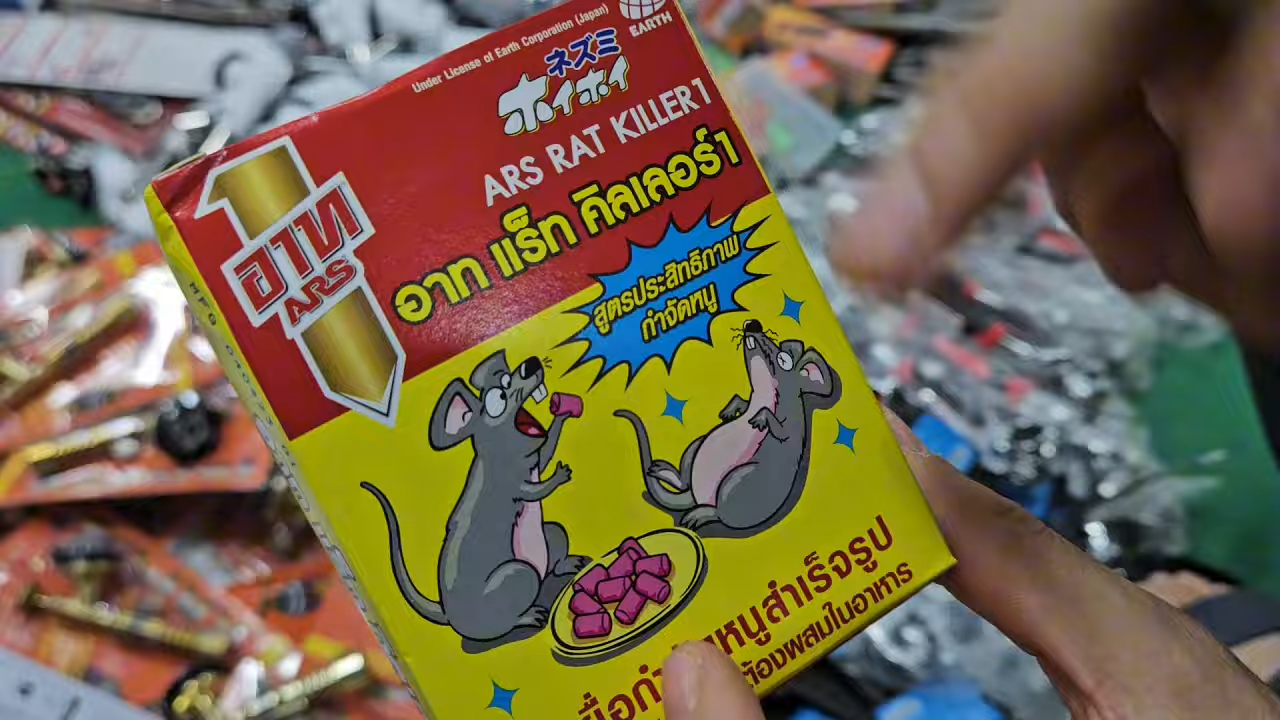 Under License of Earth Corporation (Japan)
EARTH
ネズミ
ホイホイ
ARS RAT KILLER1
อาท แร็ท คิลเลอร์1
1
อาท
ARS
สูตรประสิทธิภาพ
กำจัดหนู
หนูสำเร็จรูป
ต้องผสมในอาหาร
MFG